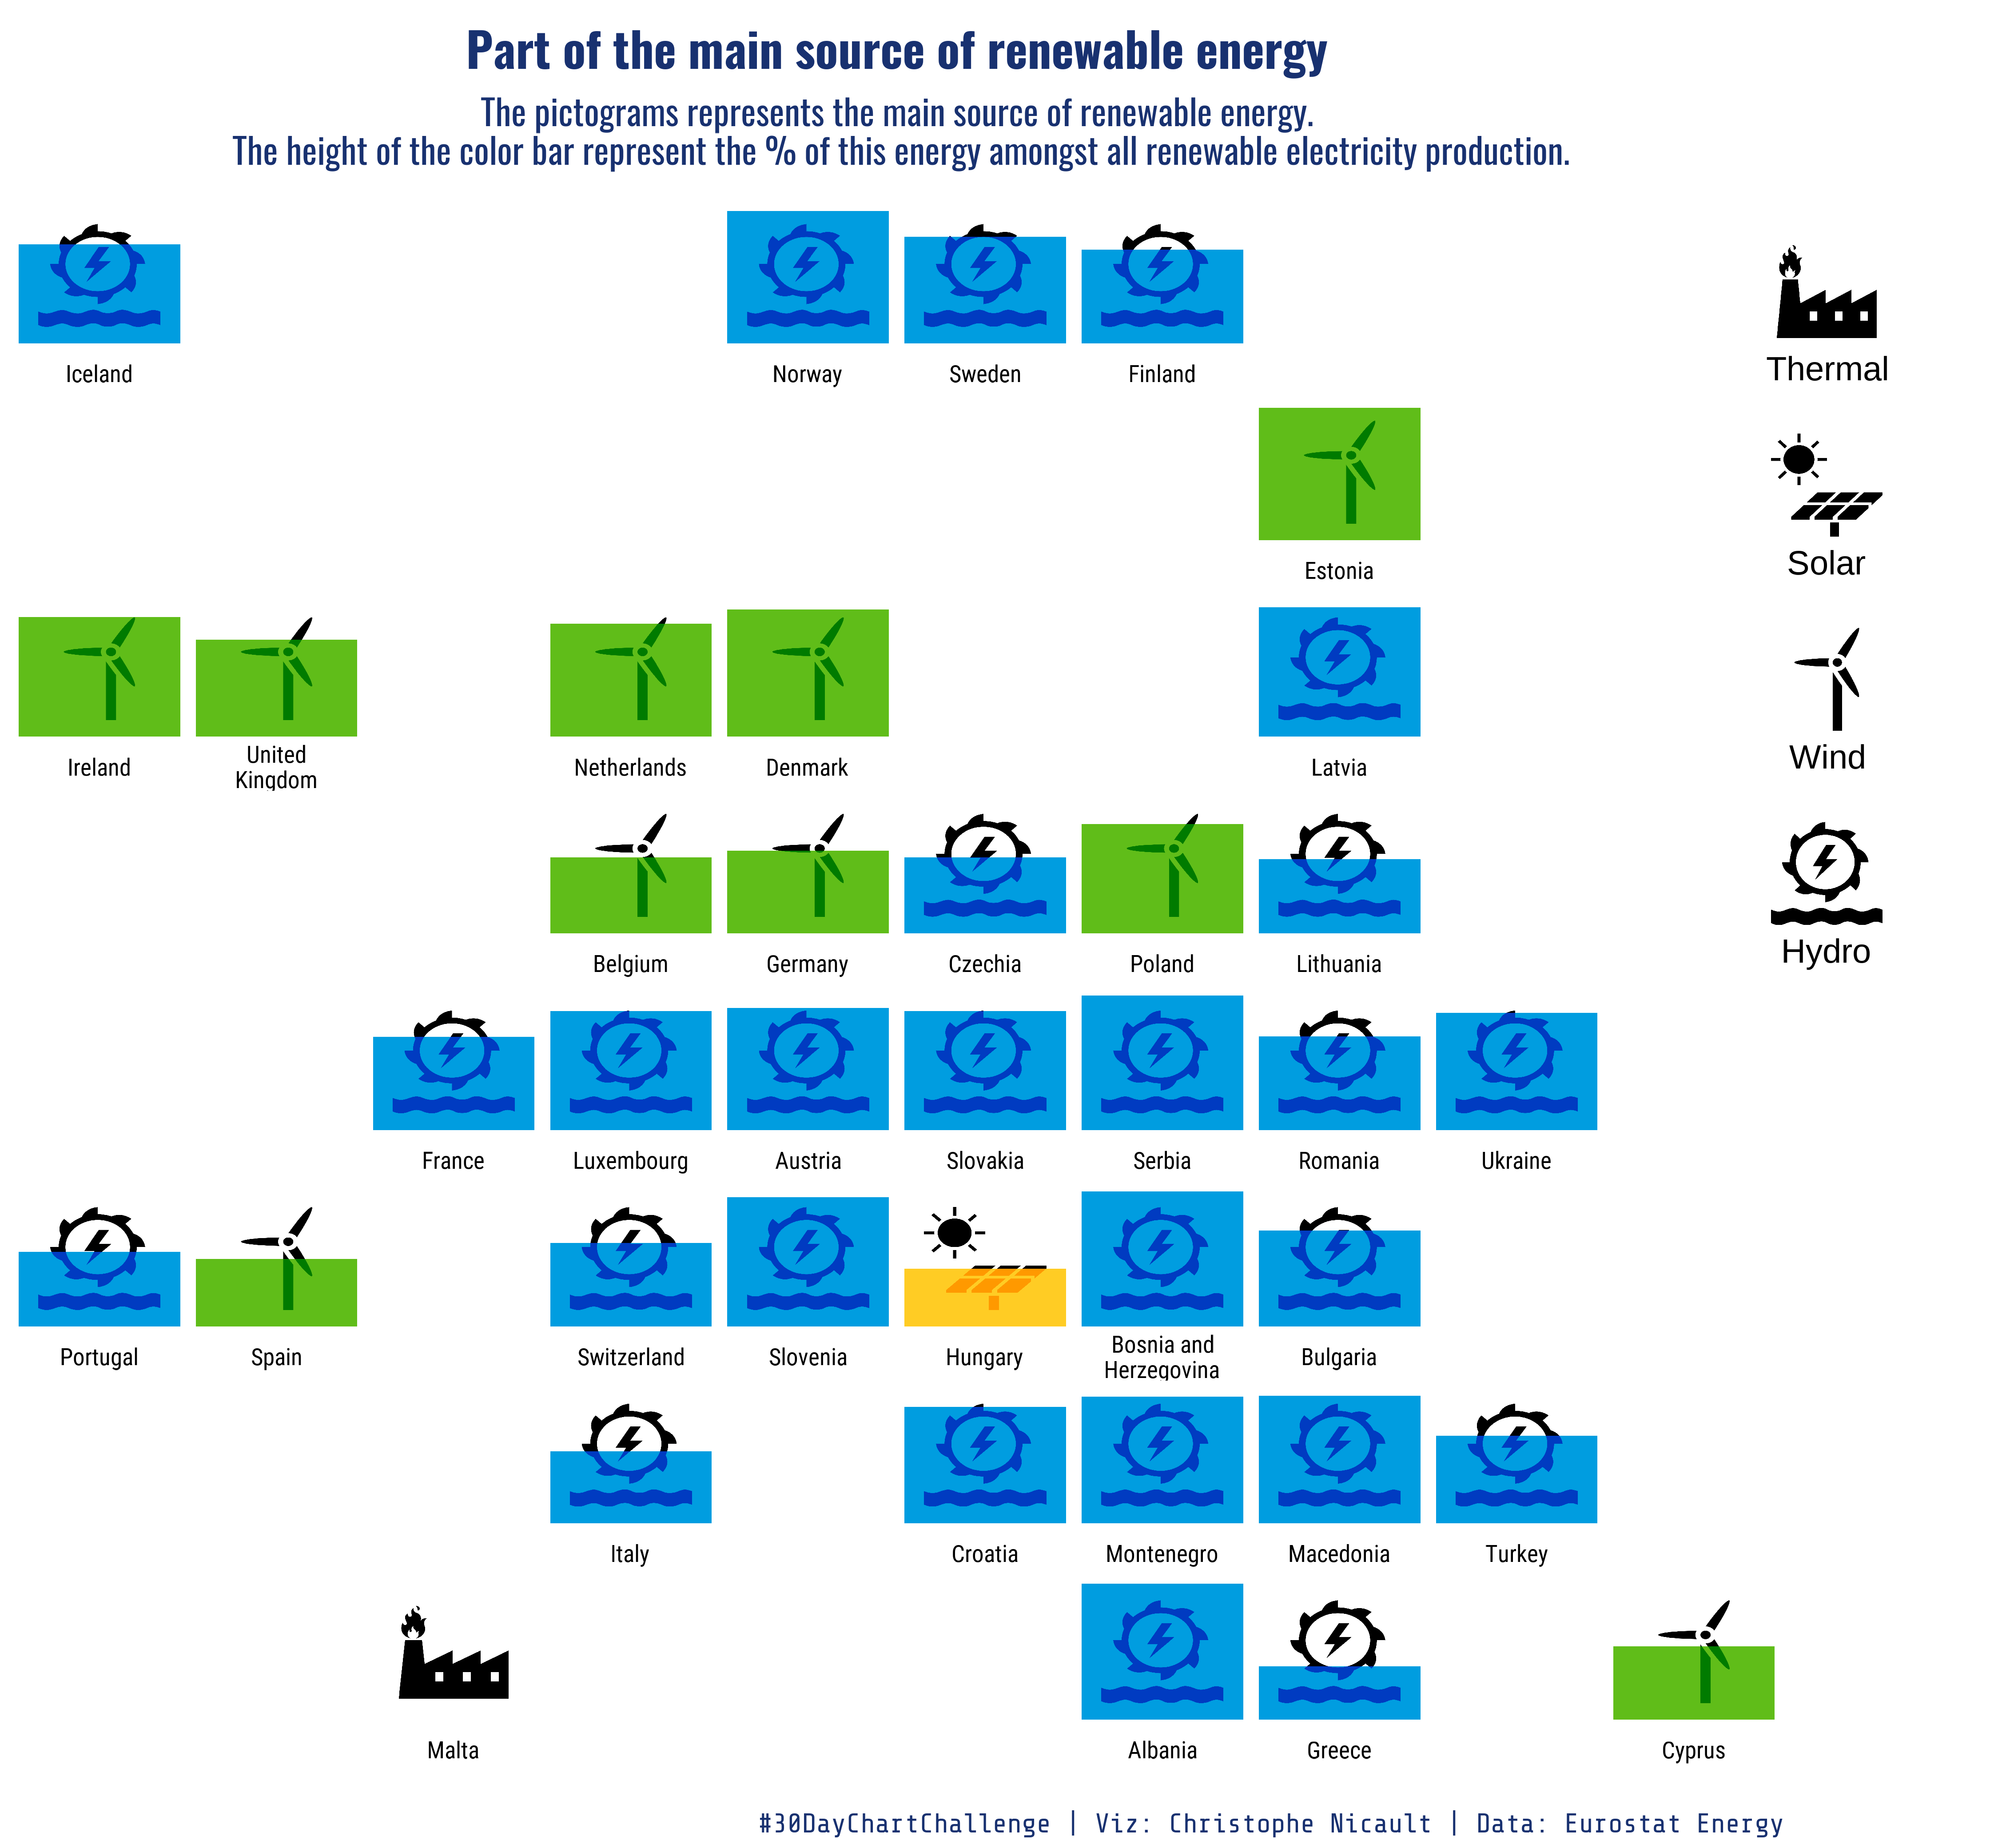 Part of the main source of renewable energy
The pictograms represents the main source of renewable energy.
The height of the color bar represent the % of this energy amongst all renewable electricity production.
Iceland
Norway
Sweden
Finland
Thermal
Estonia
Solar
Ireland
United
Kingdom
Netherlands
Denmark
Latvia
Wind
Belgium
Germany
Czechia
Poland
Lithuania
Hydro
France
Luxembourg
Austria
Slovakia
Serbia
Romania
Ukraine
Portugal
Spain
Switzerland
Slovenia
Hungary
Bosnia and
Herzegovina
Bulgaria
Italy
Croatia
Montenegro
Macedonia
Turkey
Malta
Albania
Greece
Cyprus
#30DayChartChallenge | Viz: Christophe Nicault | Data: Eurostat Energy